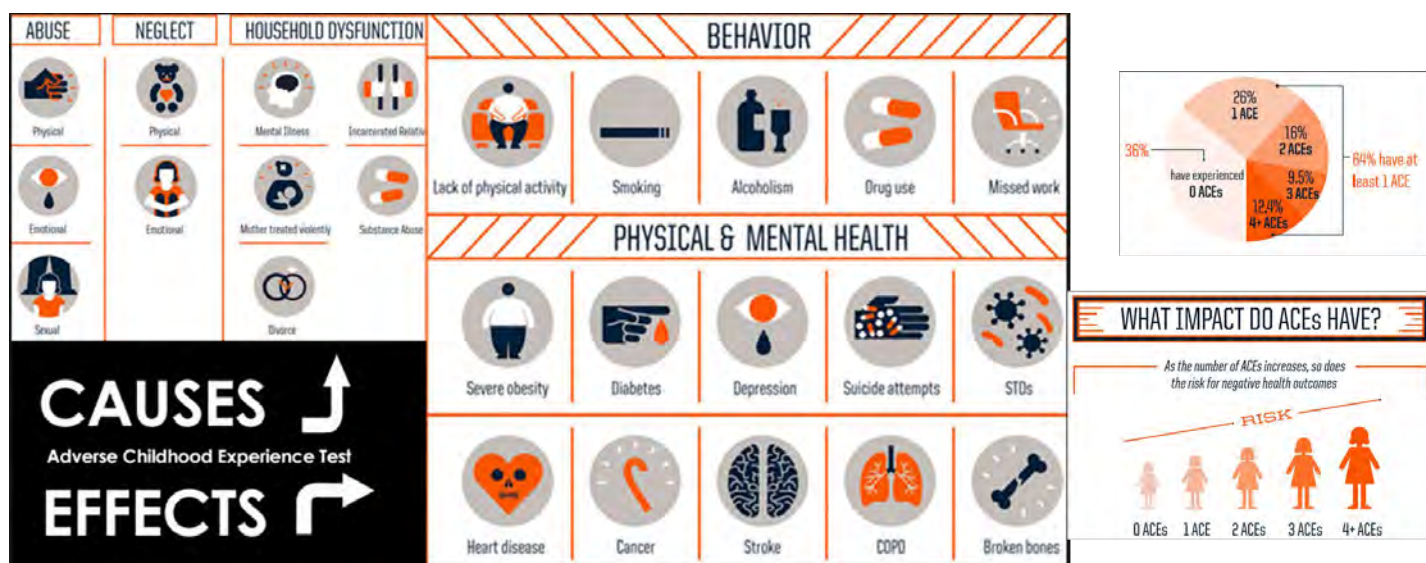 ABUSE
NEGLECT
HOUSEHOLD DYSFUNCTION
Physical
Physical
Mental Illness
Incarcerated Relativ
Emotional
Emotional
Mother treated violently
Substance Abuse
Sexual
Divorce
CAUSES
Adverse Childhood Experience Test
EFFECTS
BEHAVIOR
Lack of physical activity
Smoking
Alcoholism
Drug use
Missed work
PHYSICAL & MENTAL HEALTH
Severe obesity
Diabetes
Depression
Suicide attempts
STDs
Heart disease
Cancer
Stroke
COPD
Broken bones
26%
1 ACE
16%
2 ACEs
36%
have experienced
0 ACEs
9.5%
3 ACEs
12.4%
4+ ACEs
64% have at
least 1 ACE
WHAT IMPACT DO ACEs HAVE?
As the number of ACEs increases, so does
the risk for negative health outcomes
RISK
0 ACEs
1 ACE
2 ACEs
3 ACEs
4+ ACEs